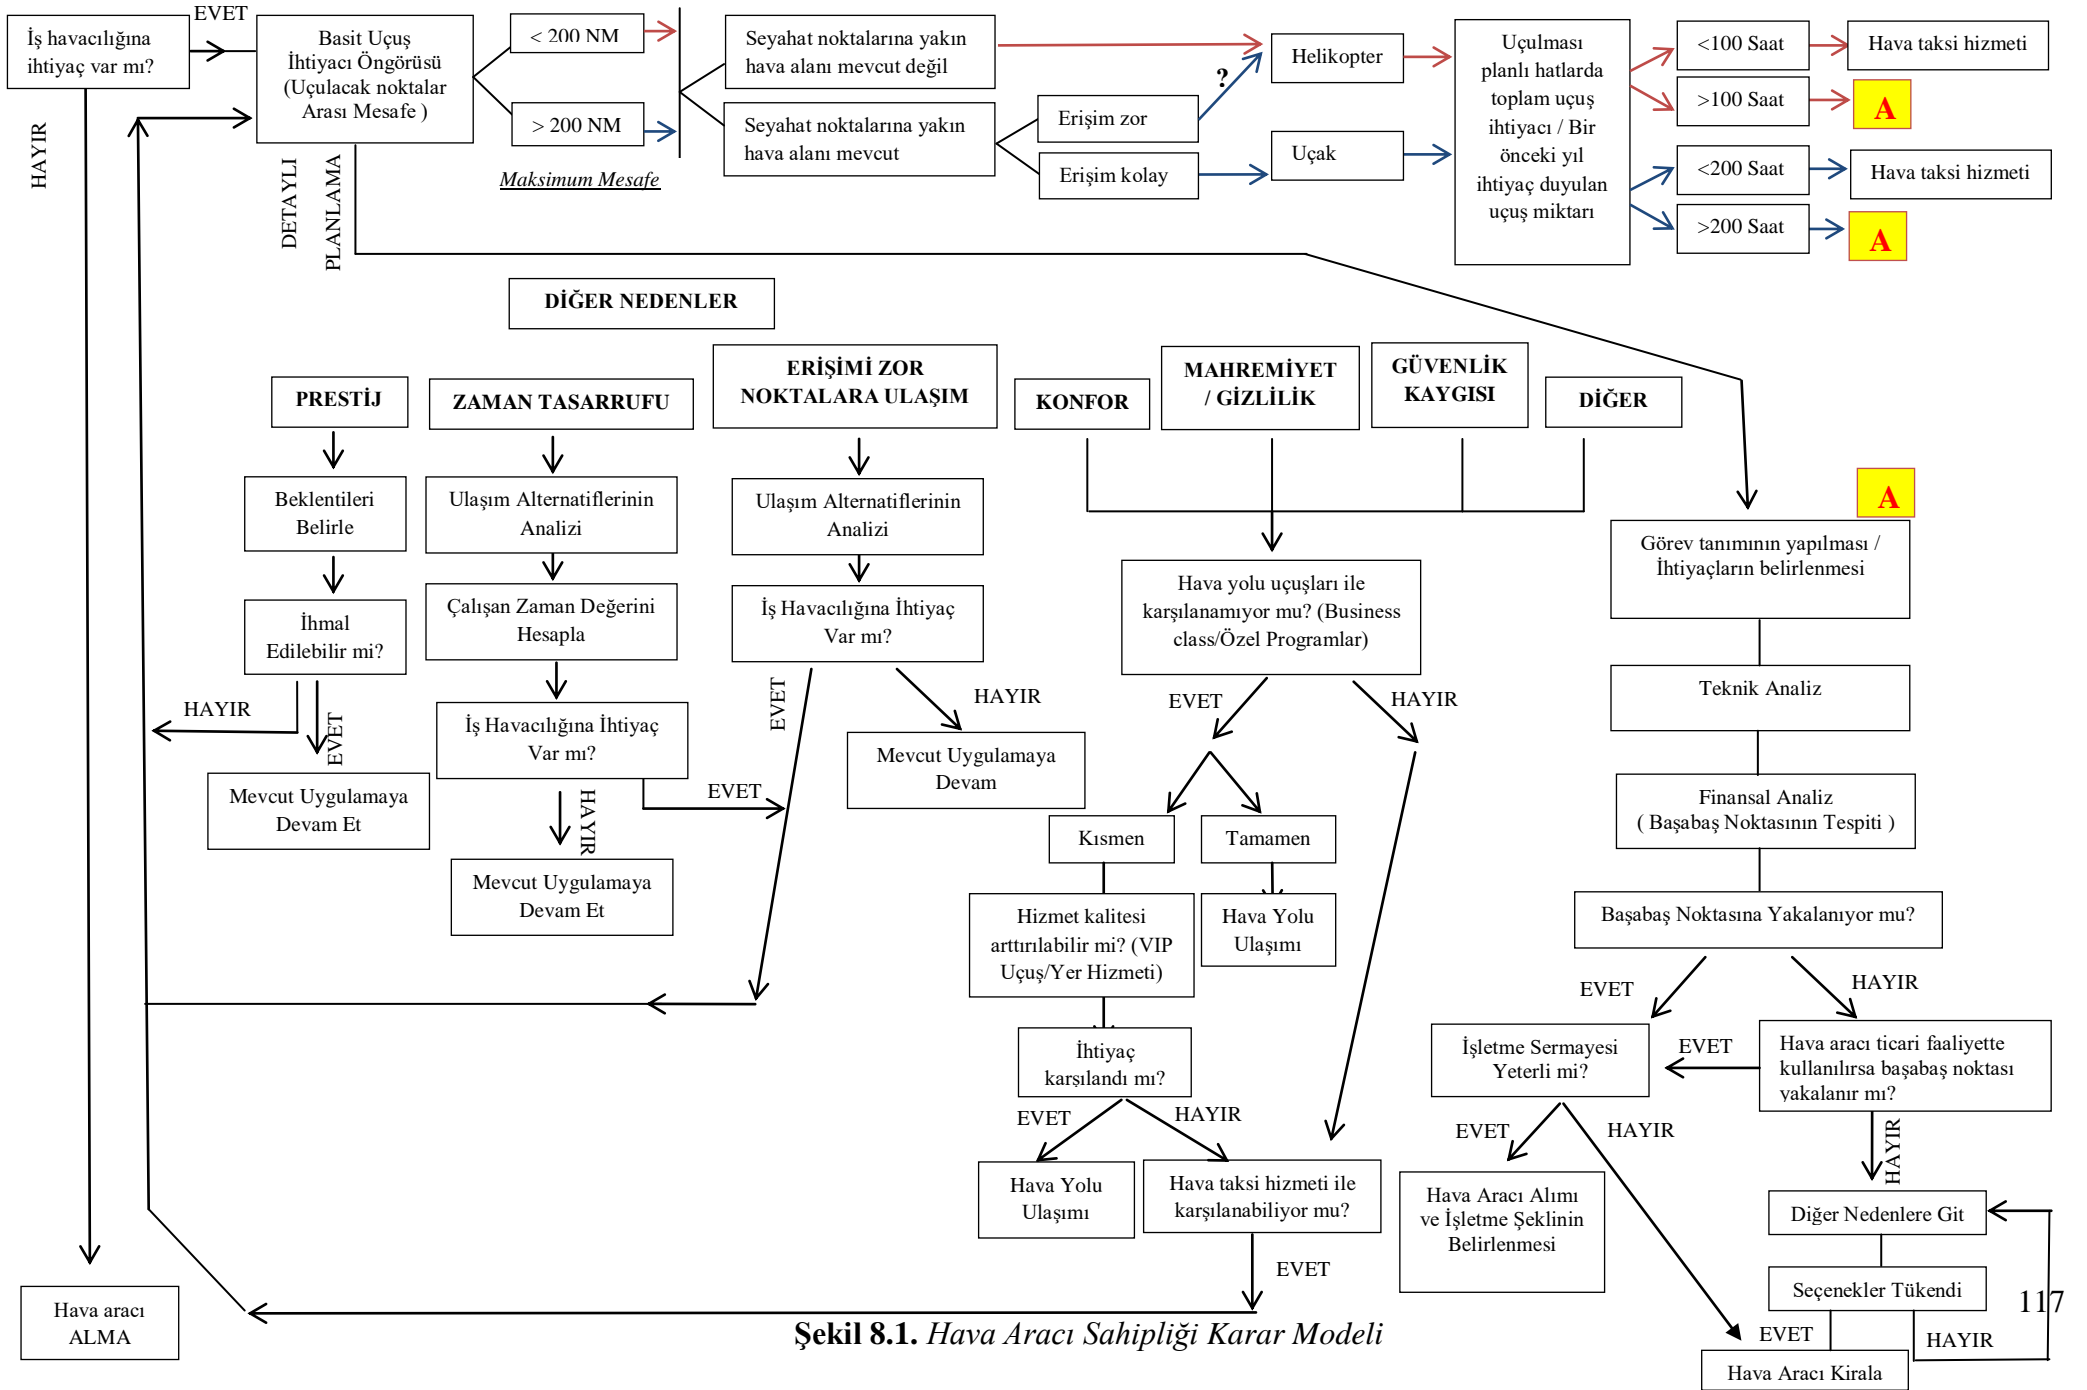 EVET
İş havacılığına
ihtiyaç var mı?
HAYIR
Basit Uçuş
İhtiyacı Öngörüsü
(Uçulacak noktalar
Arası Mesafe )
DETAYLI
PLANLAMA
< 200 NM
> 200 NM
Maksimum Mesafe
Seyahat noktalarına yakın
hava alanı mevcut değil
Seyahat noktalarına yakın
hava alanı mevcut
Erişim zor
Erişim kolay
?
Helikopter
Uçak
Uçulması
planlı hatlarda
toplam uçuş
ihtiyacı / Bir
önceki yıl
ihtiyaç duyulan
uçuş miktarı
<100 Saat
Hava taksi hizmeti
>100 Saat
A
<200 Saat
Hava taksi hizmeti
>200 Saat
A
DİĞER NEDENLER
PRESTİJ
ZAMAN TASARRUFU
ERİŞİMİ ZOR
NOKTALARA ULAŞIM
KONFOR
MAHREMİYET
/ GİZLİLİK
GÜVENLİK
KAYGISI
DİĞER
Beklentileri
Belirle
İhmal
Edilebilir mi?
HAYIR
EVET
Mevcut Uygulamaya
Devam Et
Ulaşım Alternatiflerinin
Analizi
Çalışan Zaman Değerini
Hesapla
İş Havacılığına İhtiyaç
Var mı?
EVET
HAYIR
Mevcut Uygulamaya
Devam Et
Ulaşım Alternatiflerinin
Analizi
İş Havacılığına İhtiyaç
Var mı?
EVET
HAYIR
Mevcut Uygulamaya
Devam
Hava yolu uçuşları ile
karşılanamıyor mu? (Business
class/Özel Programlar)
EVET
HAYIR
Kısmen
Tamamen
Hizmet kalitesi
arttırılabilir mi? (VIP
Uçuş/Yer Hizmeti)
Hava Yolu
Ulaşımı
İhtiyaç
karşılandı mı?
EVET
HAYIR
Hava Yolu
Ulaşımı
Hava taksi hizmeti ile
karşılanabiliyor mu?
EVET
A
Görev tanımının yapılması /
İhtiyaçların belirlenmesi
Teknik Analiz
Finansal Analiz
( Başabaş Noktasının Tespiti )
Başabaş Noktasına Yakalanıyor mu?
EVET
HAYIR
İşletme Sermayesi
Yeterli mi?
EVET
Hava aracı ticari faaliyette
kullanılırsa başabaş noktası
yakalanır mı?
EVET
HAYIR
HAYIR
Hava Aracı Alımı
ve İşletme Şeklinin
Belirlenmesi
Diğer Nedenlere Git
Seçenekler Tükendi
EVET
HAYIR
Hava Aracı Kirala
Hava aracı
ALMA
117
Şekil 8.1. Hava Aracı Sahipliği Karar Modeli